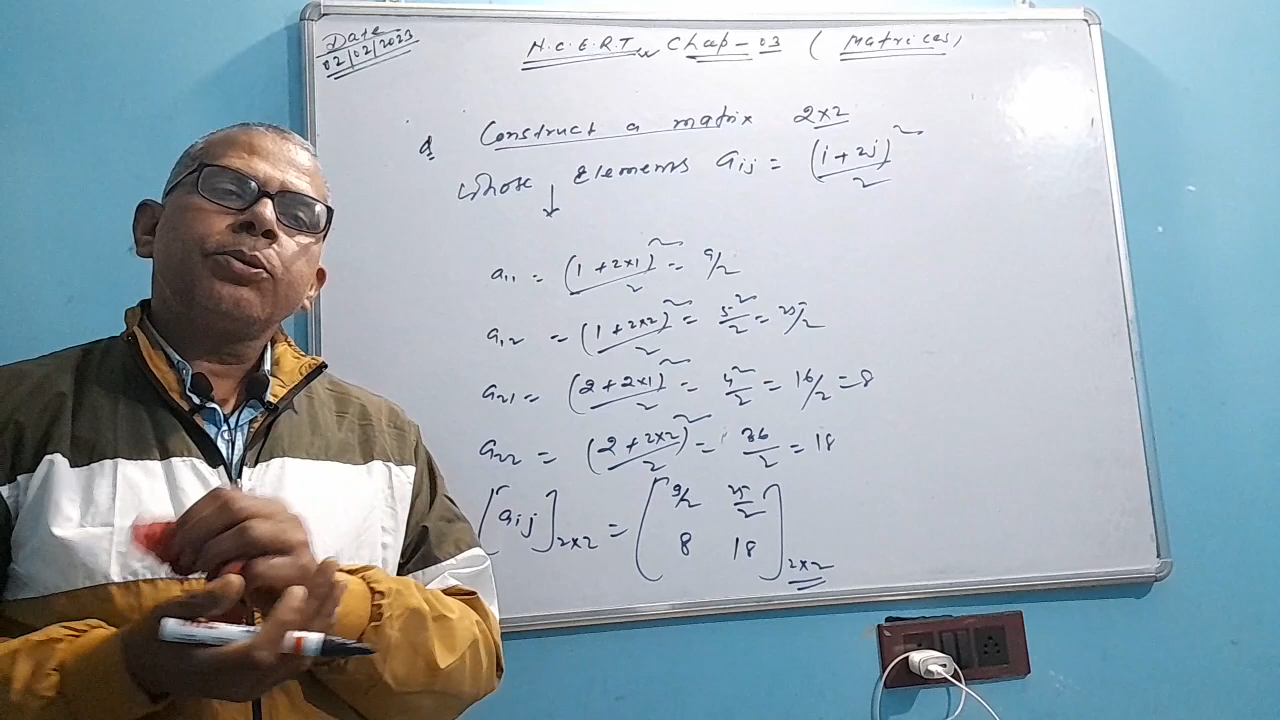 Date
02/02/2023
N.C.E.R.T. Chap-03 (Matrices)
Q Construct a matrix 2×2
whose Elements aij = (i+2j)²/2
a11 = (1+2×1)²/2 = 9/2
a12 = (1+2×2)²/2 = 5²/2 = 25/2
a21 = (2+2×1)²/2 = 4²/2 = 16/2 = 8
a22 = (2+2×2)²/2 = 36/2 = 18
[aij]2×2 = [9/2 25/2
8 18]2×2